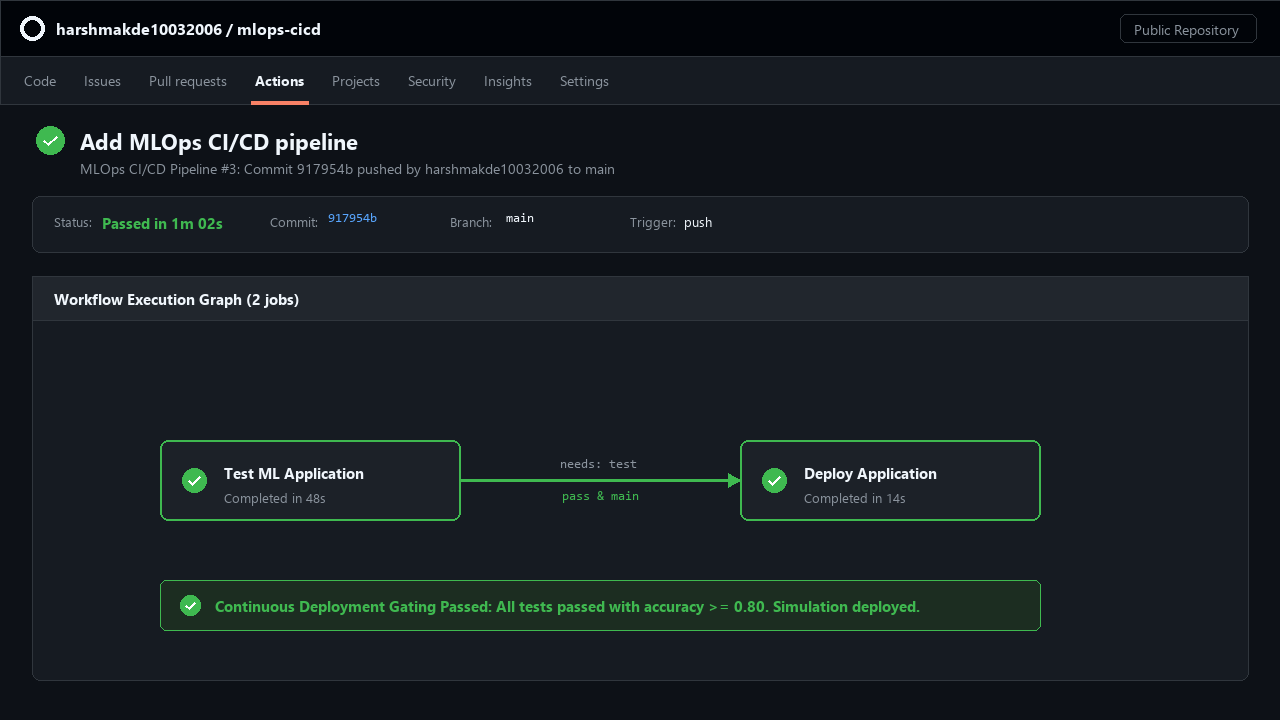 harshmakde10032006 / mlops-cicd
Public Repository
Code Issues Pull requests Actions Projects Security Insights Settings
Add MLOps CI/CD pipeline
MLOps CI/CD Pipeline #3: Commit 917954b pushed by harshmakde10032006 to main
Status: Passed in 1m 02s Commit: 917954b Branch: main Trigger: push
Workflow Execution Graph (2 jobs)
Test ML Application
Completed in 48s
needs: test
pass & main
Deploy Application
Completed in 14s
Continuous Deployment Gating Passed: All tests passed with accuracy >= 0.80. Simulation deployed.